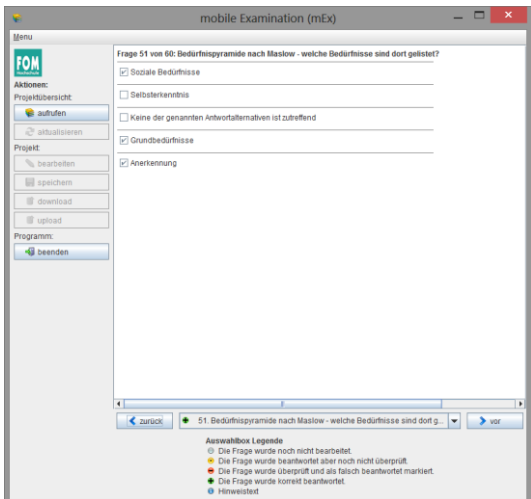 mobile Examination (mEx)
Menu
FOM
Hochschule
Aktionen:
Projektübersicht:
aufrufen
aktualisieren
Projekt:
bearbeiten
speichern
download
upload
Programm:
beenden
Frage 51 von 60: Bedürfnispyramide nach Maslow - welche Bedürfnisse sind dort gelistet?
Soziale Bedürfnisse
Selbsterkenntnis
Keine der genannten Antwortalternativen ist zutreffend
Grundbedürfnisse
Anerkennung
zurück
51. Bedürfnispyramide nach Maslow - welche Bedürfnisse sind dort g...
vor
Auswahlbox Legende
Die Frage wurde noch nicht bearbeitet.
Die Frage wurde beantwortet aber noch nicht überprüft.
Die Frage wurde überprüft und als falsch beantwortet markiert.
Die Frage wurde korrekt beantwortet.
Hinweistext